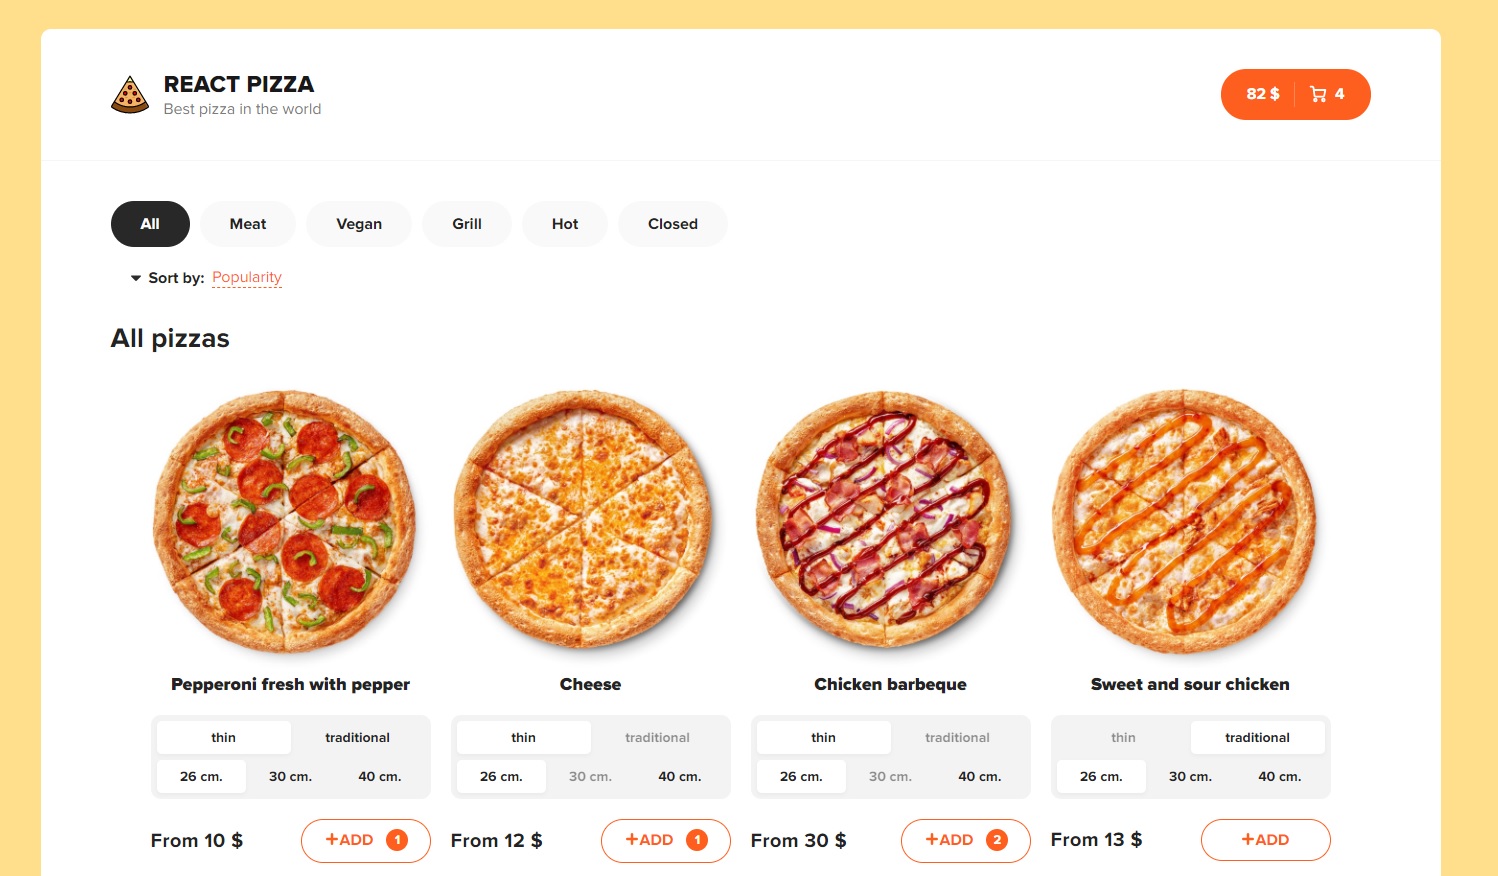 REACT PIZZA
Best pizza in the world
82 $ 4
All Meat Vegan Grill Hot Closed
Sort by: Popularity
All pizzas
Pepperoni fresh with pepper
thin traditional
26 cm. 30 cm. 40 cm.
From 10 $ +ADD 1
Cheese
thin traditional
26 cm. 30 cm. 40 cm.
From 12 $ +ADD 1
Chicken barbeque
thin traditional
26 cm. 30 cm. 40 cm.
From 30 $ +ADD 2
Sweet and sour chicken
thin traditional
26 cm. 30 cm. 40 cm.
From 13 $ +ADD